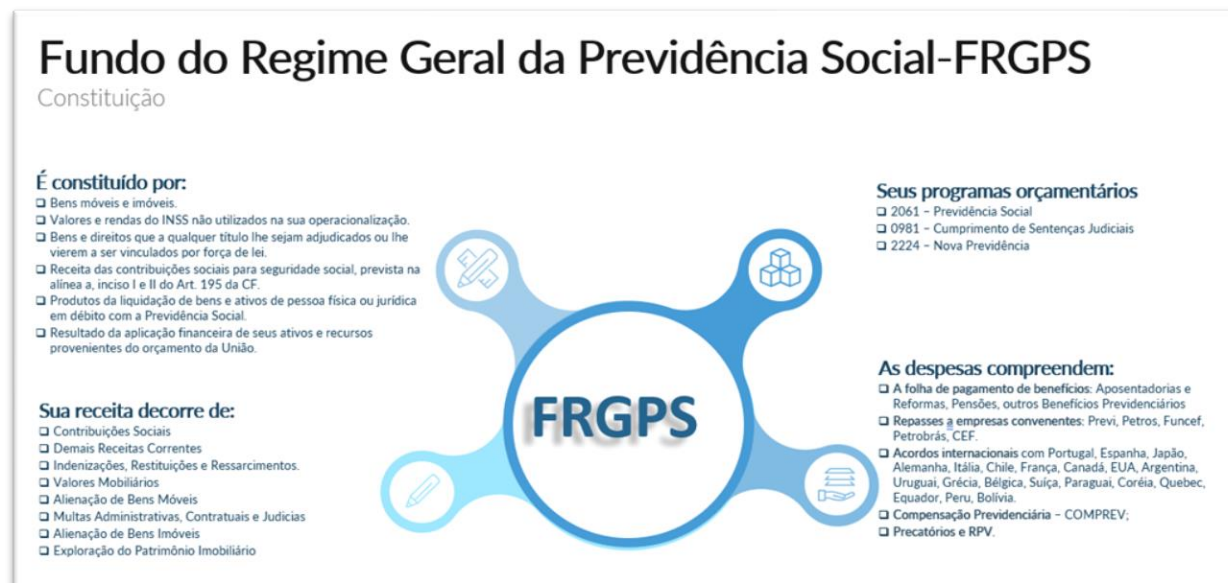 Fundo do Regime Geral da Previdência Social-FRGPS
Constituição
É constituído por:
❑ Bens móveis e imóveis.
❑ Valores e rendas do INSS não utilizados na sua operacionalização.
❑ Bens e direitos que a qualquer título lhe sejam adjudicados ou lhe
vierem a ser vinculados por força de lei.
❑ Receita das contribuições sociais para seguridade social, prevista na
alínea a, inciso I e II do Art. 195 da CF.
❑ Produtos da liquidação de bens e ativos de pessoa física ou jurídica
em débito com a Previdência Social.
❑ Resultado da aplicação financeira de seus ativos e recursos
provenientes do orçamento da União.
Sua receita decorre de:
❑ Contribuições Sociais
❑ Demais Receitas Correntes
❑ Indenizações, Restituições e Ressarcimentos.
❑ Valores Mobiliários
❑ Alienação de Bens Móveis
❑ Multas Administrativas, Contratuais e Judicias
❑ Alienação de Bens Imóveis
❑ Exploração do Patrimônio Imobiliário
FRGPS
Seus programas orçamentários
❑ 2061 – Previdência Social
❑ 0981 – Cumprimento de Sentenças Judiciais
❑ 2224 – Nova Previdência
As despesas compreendem:
❑ A folha de pagamento de benefícios: Aposentadorias e
Reformas, Pensões, outros Benefícios Previdenciários
❑ Repasses a empresas convenentes: Previ, Petros, Funcef,
Petrobrás, CEF.
❑ Acordos internacionais com Portugal, Espanha, Japão,
Alemanha, Itália, Chile, França, Canadá, EUA, Argentina,
Uruguai, Grécia, Bélgica, Suíça, Paraguai, Coréia, Quebec,
Equador, Peru, Bolívia.
❑ Compensação Previdenciária – COMPREV;
❑ Precatórios e RPV.